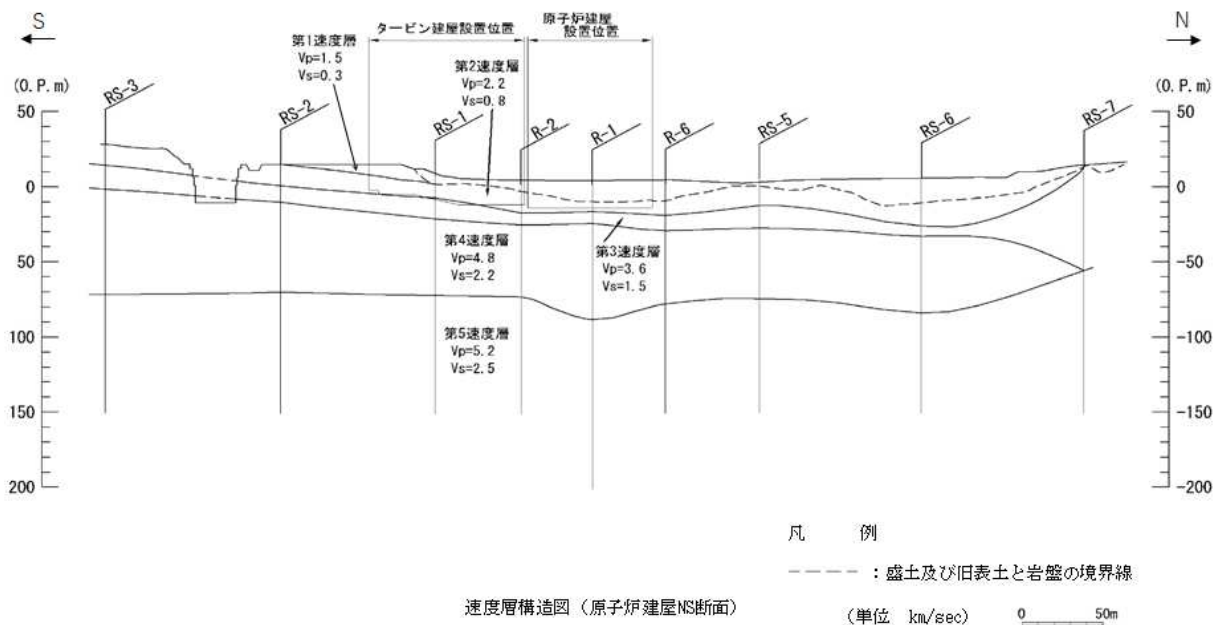 S
N
タービン建屋設置位置
原子炉建屋
設置位置
第1速度層
Vp=1.5
Vs=0.3
第2速度層
Vp=2.2
Vs=0.8
(O.P.m)
(O.P.m)
RS-3
RS-2
RS-1
R-2
R-1
R-6
RS-5
RS-6
RS-7
50
0
50
100
150
200
50
0
-50
-100
-150
-200
第4速度層
Vp=4.8
Vs=2.2
第3速度層
Vp=3.6
Vs=1.5
第5速度層
Vp=5.2
Vs=2.5
凡 例
:盛土及び旧表土と岩盤の境界線
速度層構造図(原子炉建屋NS断面)
(単位 km/sec)
0 50m